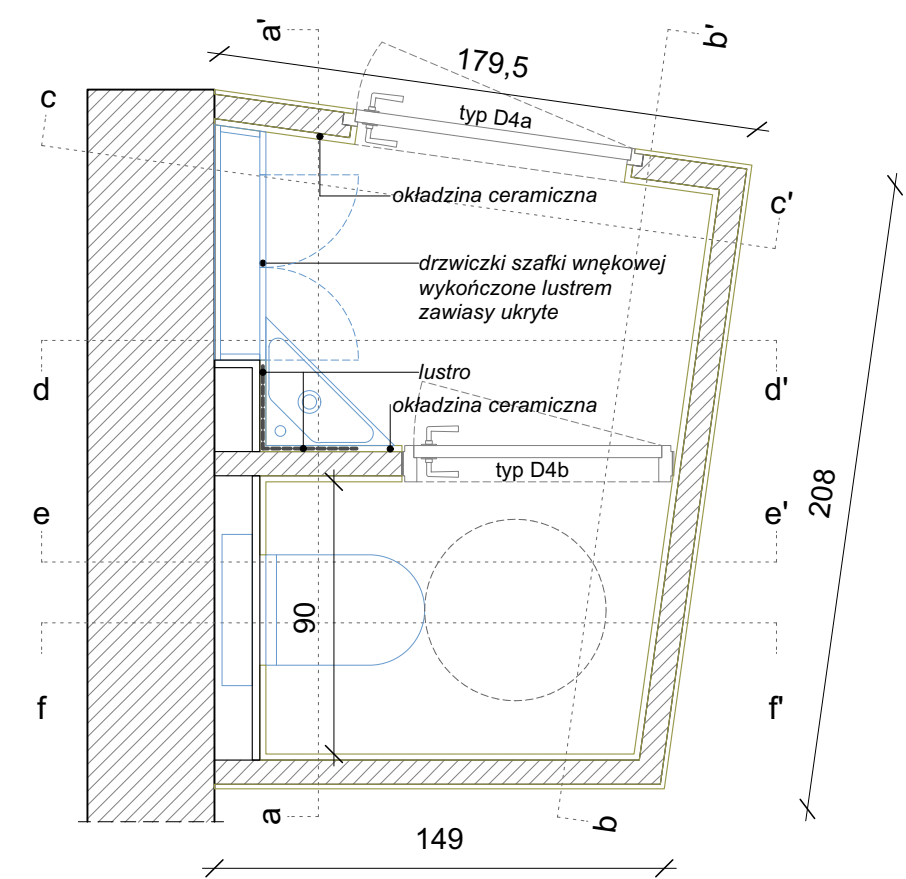 a'
b'
179,5
c
typ D4a
okładzina ceramiczna
c'
drzwiczki szafki wnękowej
wykończone lustrem
zawiasy ukryte
lustro
d
d'
okładzina ceramiczna
typ D4b
208
e
e'
90
f
f'
a
b
149